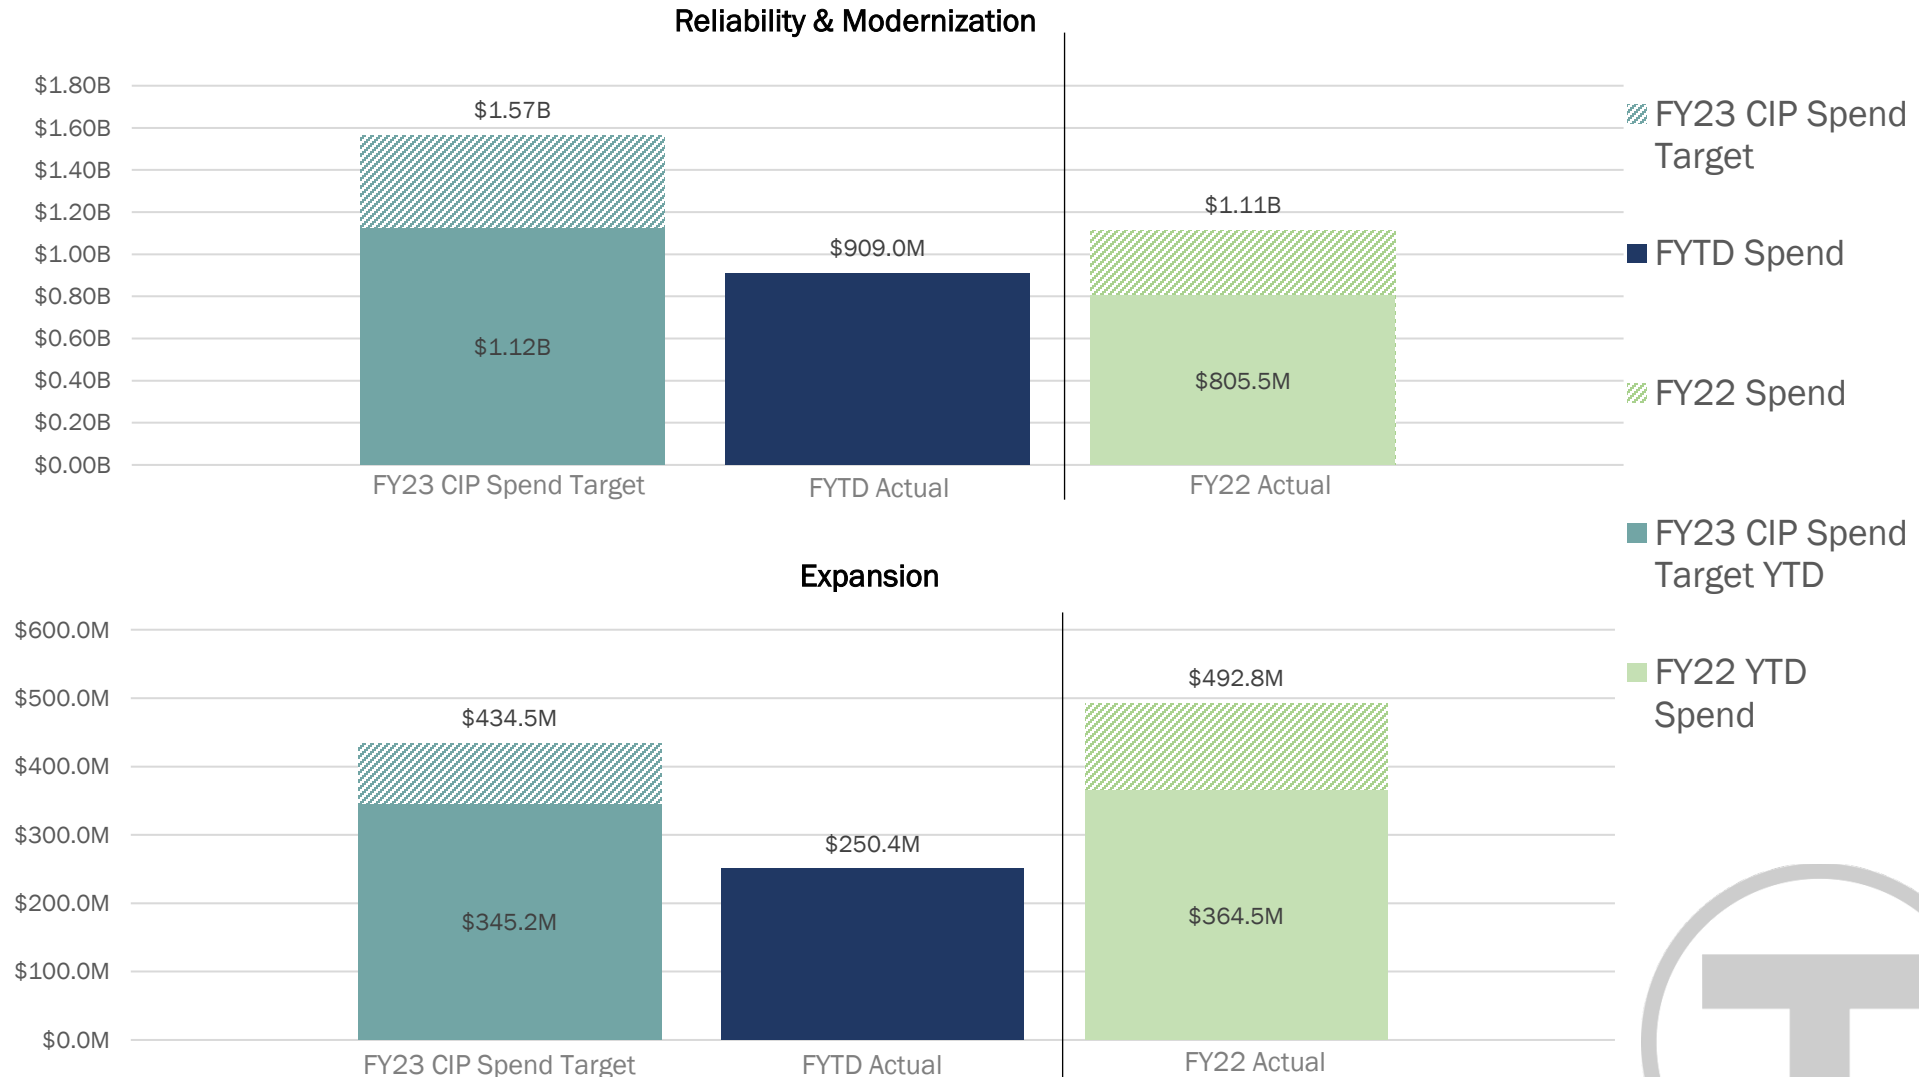 Reliability & Modernization
$1.80B
$1.60B
$1.40B
$1.20B
$1.00B
$0.80B
$0.60B
$0.40B
$0.20B
$0.00B
$1.57B
$1.12B
$909.0M
$1.11B
$805.5M
FY23 CIP Spend Target
FYTD Actual
FY22 Actual
FY23 CIP Spend
Target
FYTD Spend
FY22 Spend
FY23 CIP Spend
Target YTD
FY22 YTD
Spend
Expansion
$600.0M
$500.0M
$400.0M
$300.0M
$200.0M
$100.0M
$0.0M
$434.5M
$345.2M
$250.4M
$492.8M
$364.5M
FY23 CIP Spend Target
FYTD Actual
FY22 Actual
T